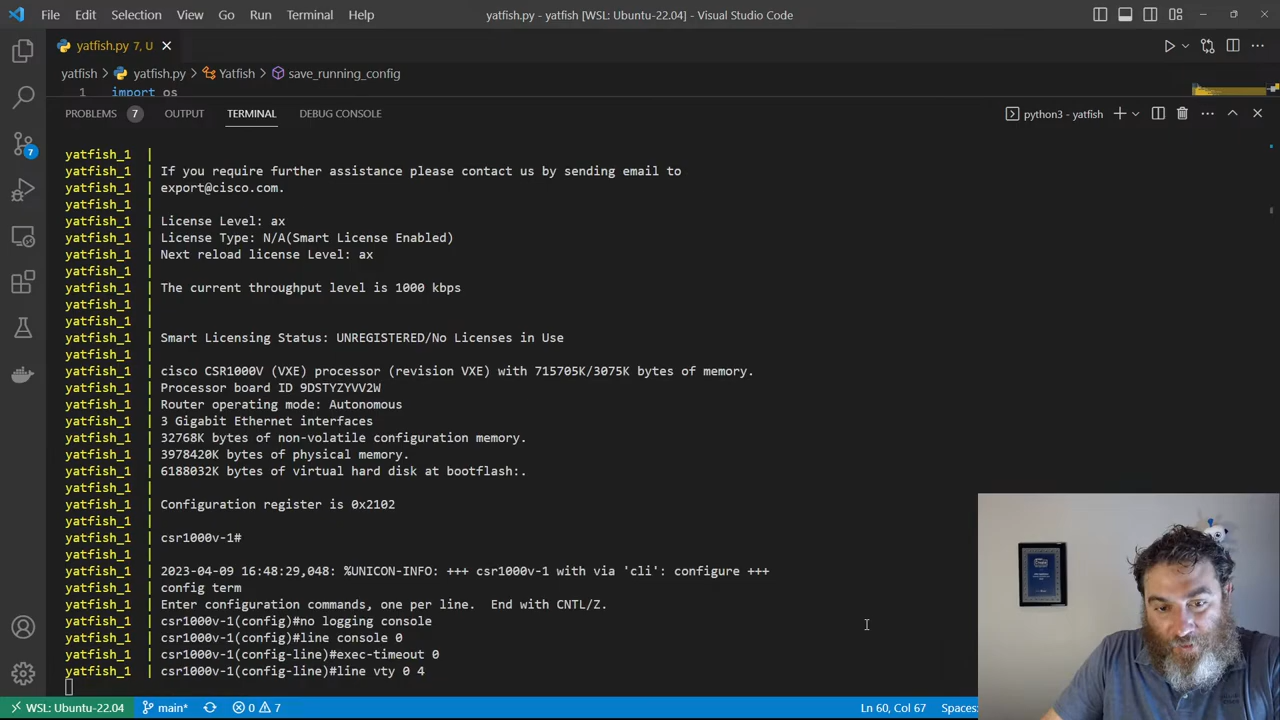 File Edit Selection View Go Run Terminal Help yatfish.py - yatfish [WSL: Ubuntu-22.04] - Visual Studio Code
yatfish.py 7, U
yatfish > yatfish.py > Yatfish > save_running_config
1 import os
PROBLEMS 7 OUTPUT TERMINAL DEBUG CONSOLE python3 - yatfish
yatfish_1 |
yatfish_1 | If you require further assistance please contact us by sending email to
yatfish_1 | export@cisco.com.
yatfish_1 |
yatfish_1 | License Level: ax
yatfish_1 | License Type: N/A(Smart License Enabled)
yatfish_1 | Next reload license Level: ax
yatfish_1 |
yatfish_1 | The current throughput level is 1000 kbps
yatfish_1 |
yatfish_1 |
yatfish_1 | Smart Licensing Status: UNREGISTERED/No Licenses in Use
yatfish_1 |
yatfish_1 | cisco CSR1000V (VXE) processor (revision VXE) with 715705K/3075K bytes of memory.
yatfish_1 | Processor board ID 9DSTYZYVV2W
yatfish_1 | Router operating mode: Autonomous
yatfish_1 | 3 Gigabit Ethernet interfaces
yatfish_1 | 32768K bytes of non-volatile configuration memory.
yatfish_1 | 3978420K bytes of physical memory.
yatfish_1 | 6188032K bytes of virtual hard disk at bootflash:.
yatfish_1 |
yatfish_1 | Configuration register is 0x2102
yatfish_1 |
yatfish_1 | csr1000v-1#
yatfish_1 |
yatfish_1 | 2023-04-09 16:48:29,048: %UNICON-INFO: +++ csr1000v-1 with via 'cli': configure +++
yatfish_1 | config term
yatfish_1 | Enter configuration commands, one per line.  End with CNTL/Z.
yatfish_1 | csr1000v-1(config)#no logging console
yatfish_1 | csr1000v-1(config)#line console 0
yatfish_1 | csr1000v-1(config-line)#exec-timeout 0
yatfish_1 | csr1000v-1(config-line)#line vty 0 4
7 WSL: Ubuntu-22.04 main* 0 7 Ln 60, Col 67 Spaces: